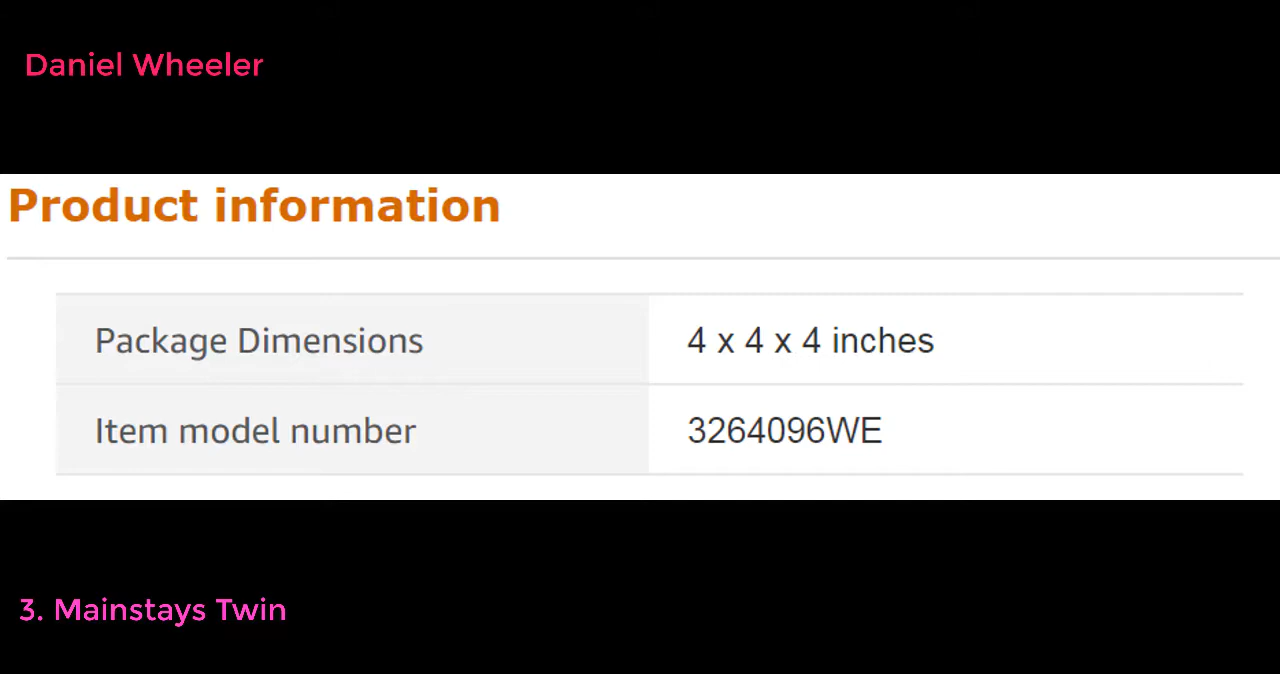 Daniel Wheeler
Product information
Package Dimensions 4 x 4 x 4 inches
Item model number 3264096WE
3. Mainstays Twin